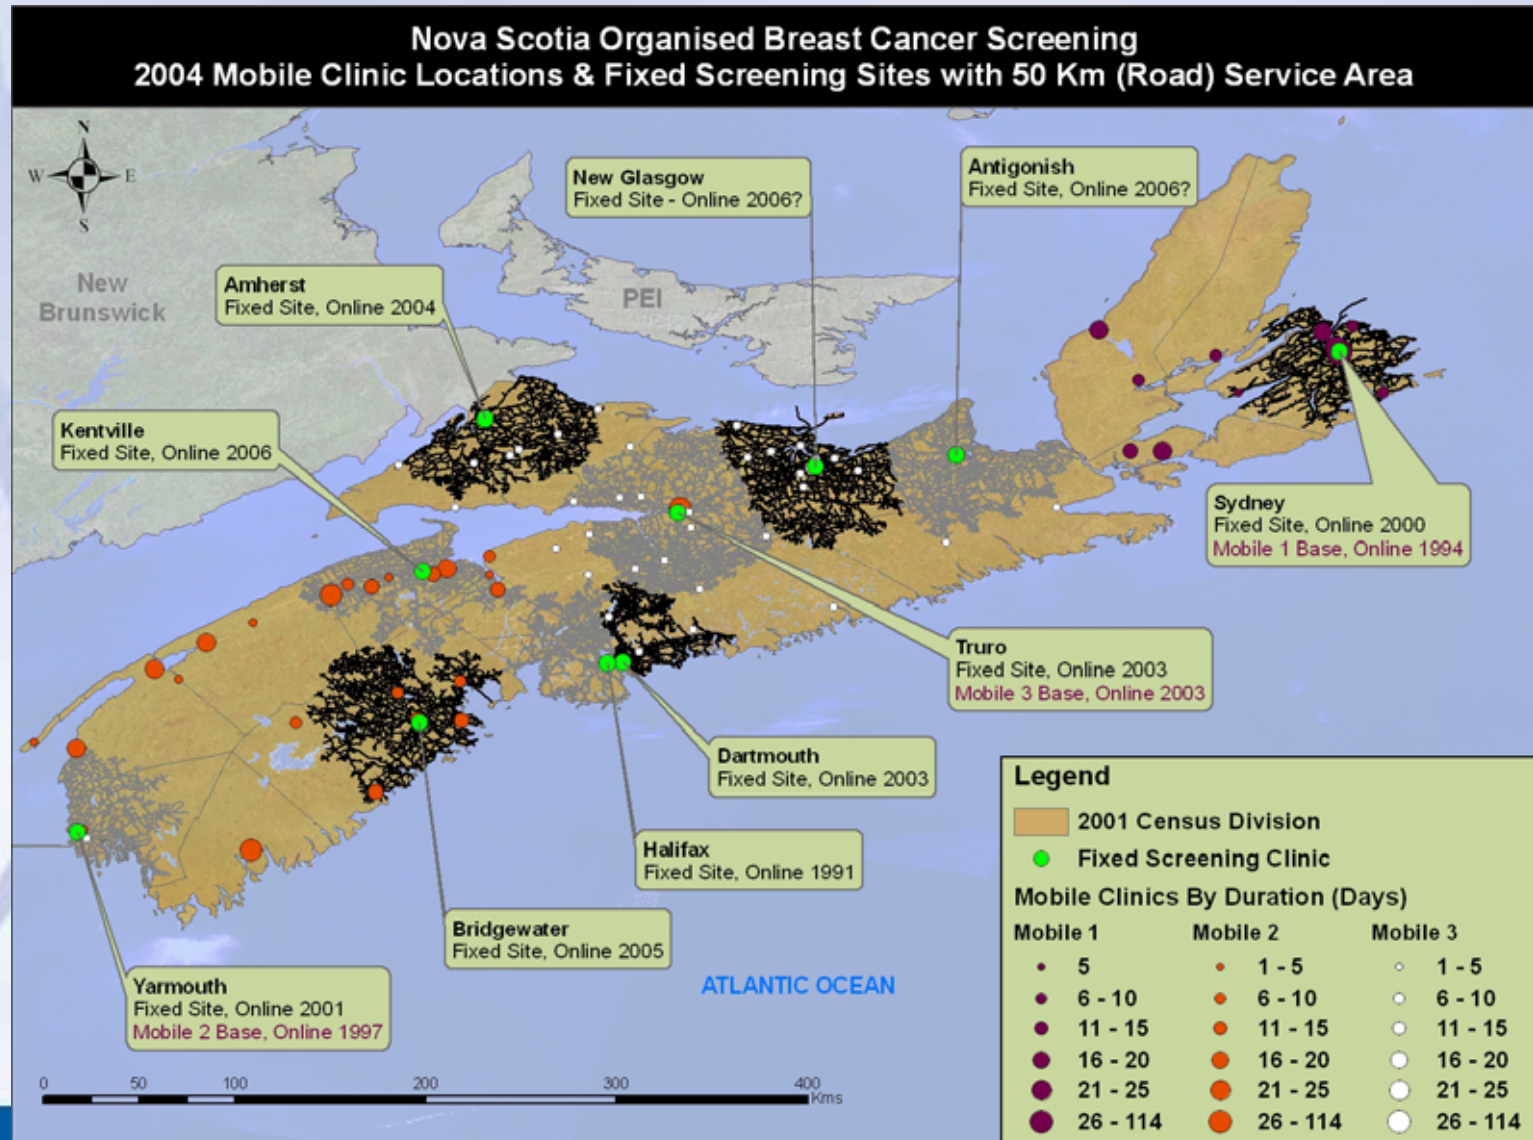 Nova Scotia Organised Breast Cancer Screening
2004 Mobile Clinic Locations & Fixed Screening Sites with 50 Km (Road) Service Area
N
W
E
S
New Glasgow
Fixed Site - Online 2006?
Antigonish
Fixed Site, Online 2006?
New
Brunswick
Amherst
Fixed Site, Online 2004
PEI
Kentville
Fixed Site, Online 2006
Sydney
Fixed Site, Online 2000
Mobile 1 Base, Online 1994
Truro
Fixed Site, Online 2003
Mobile 3 Base, Online 2003
Dartmouth
Fixed Site, Online 2003
Halifax
Fixed Site, Online 1991
Bridgewater
Fixed Site, Online 2005
Yarmouth
Fixed Site, Online 2001
Mobile 2 Base, Online 1997
ATLANTIC OCEAN
0 50 100 200 300 400
Kms
Legend
2001 Census Division
Fixed Screening Clinic
Mobile Clinics By Duration (Days)
Mobile 1 Mobile 2 Mobile 3
5 1 - 5 1 - 5
6 - 10 6 - 10 6 - 10
11 - 15 11 - 15 11 - 15
16 - 20 16 - 20 16 - 20
21 - 25 21 - 25 21 - 25
26 - 114 26 - 114 26 - 114